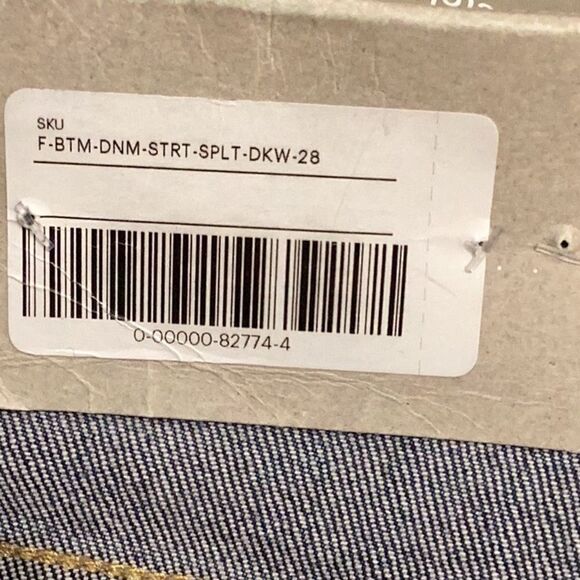 SKU
F-BTM-DNM-STRT-SPLT-DKW-28
0-00000-82774-4